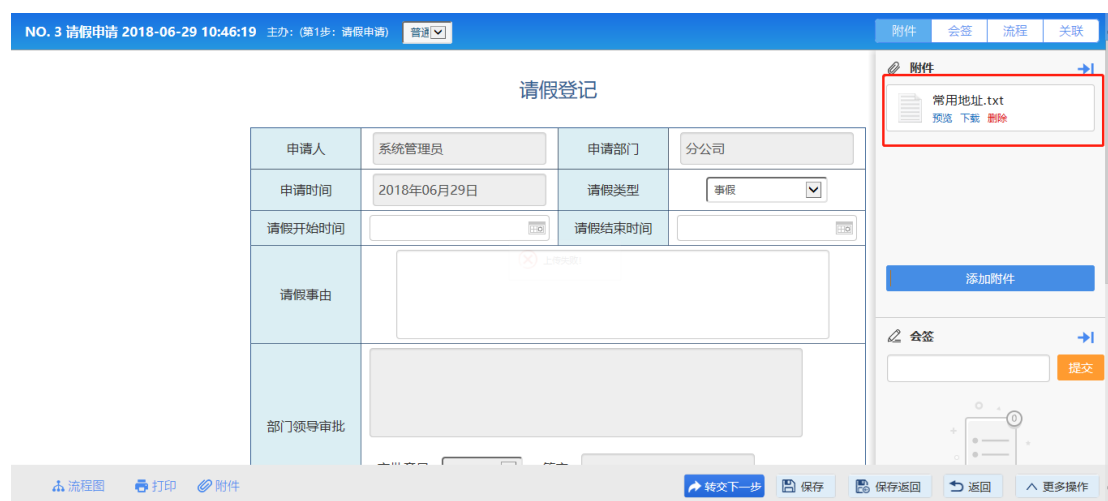 NO. 3 请假申请 2018-06-29 10:46:19 主办: (第1步: 请假申请) 普通
附件 会签 流程 关联
附件
常用地址.txt
预览 下载 删除
请假登记
申请人 系统管理员 申请部门 分公司
申请时间 2018年06月29日 请假类型 事假
请假开始时间 请假结束时间
请假事由
添加附件
会签
提交
0
部门领导审批
流程图 打印 附件 转交下一步 保存 保存返回 返回 更多操作